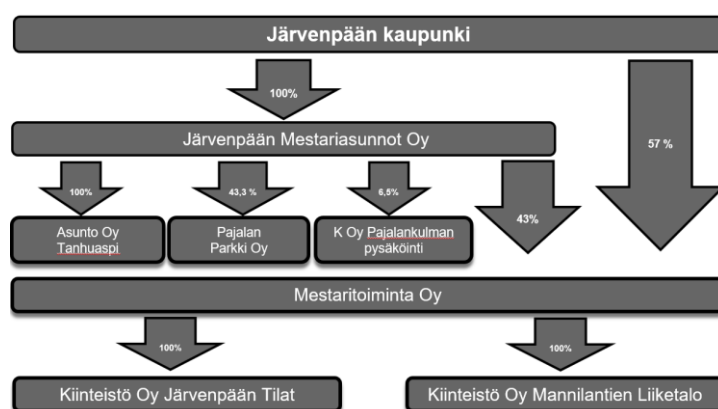 Järvenpään kaupunki
100%
57 %
Järvenpään Mestariasunnot Oy
100%
43,3 %
6,5%
43%
Asunto Oy
Tanhuaspi
Pajalan
Parkki Oy
K Oy Pajalankulman
pysäköinti
Mestaritoiminta Oy
100%
100%
Kiinteistö Oy Järvenpään Tilat
Kiinteistö Oy Mannilantien Liiketalo